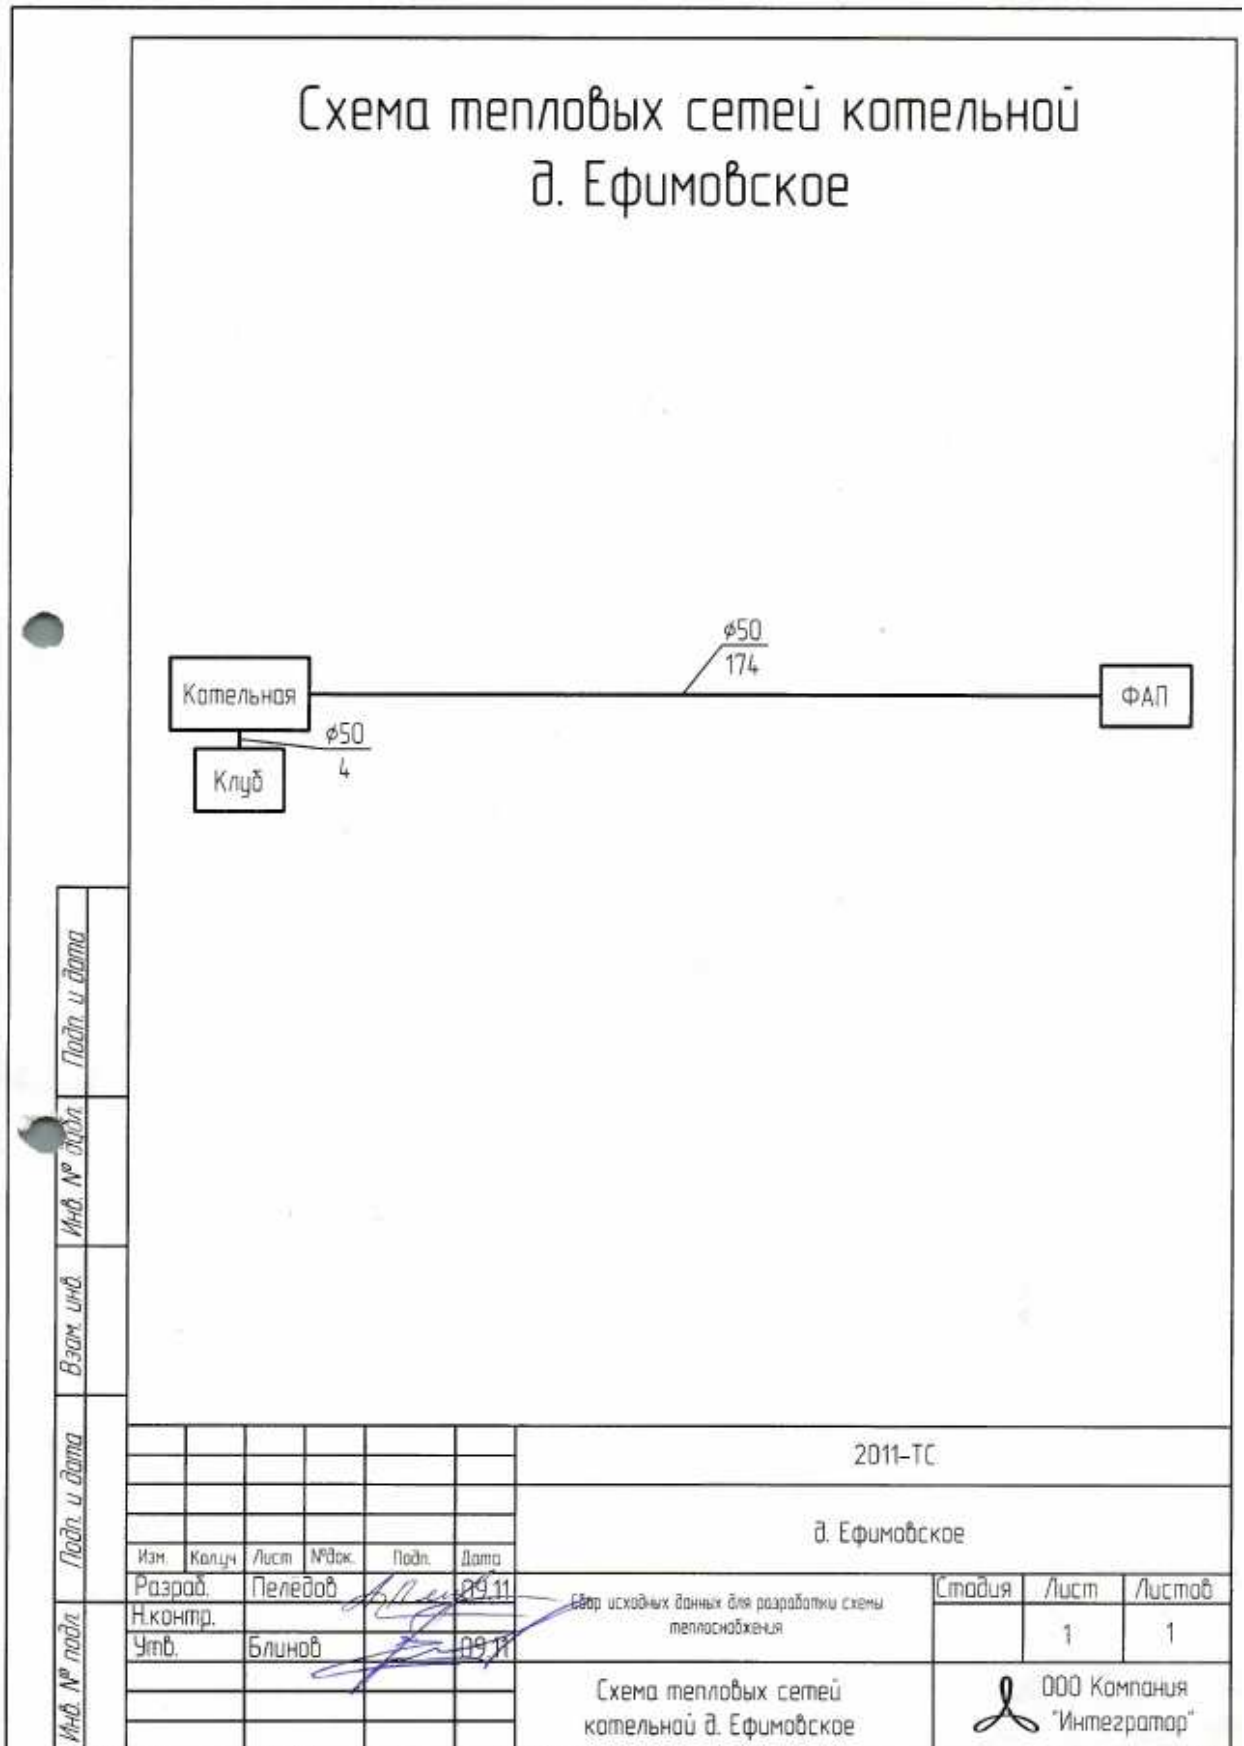 Схема тепловых сетей котельной
д. Ефимовское
ø50
174
Котельная
ФАП
ø50
4
Клуб
Подп. и дата
Инв. № дубл.
Взам. инв.
Подп. и дата
Инв. № подл.
2011-ТС
д. Ефимовское
Изм. Кол.уч Лист №док. Подп. Дата
Разраб. Пеледов 09.11
Н.контр.
Утв. Блинов 09.11
Сбор исходных данных для разработки схемы
теплоснабжения
Стадия Лист Листов
1 1
Схема тепловых сетей
котельной д. Ефимовское
ООО Компания
"Интегратор"